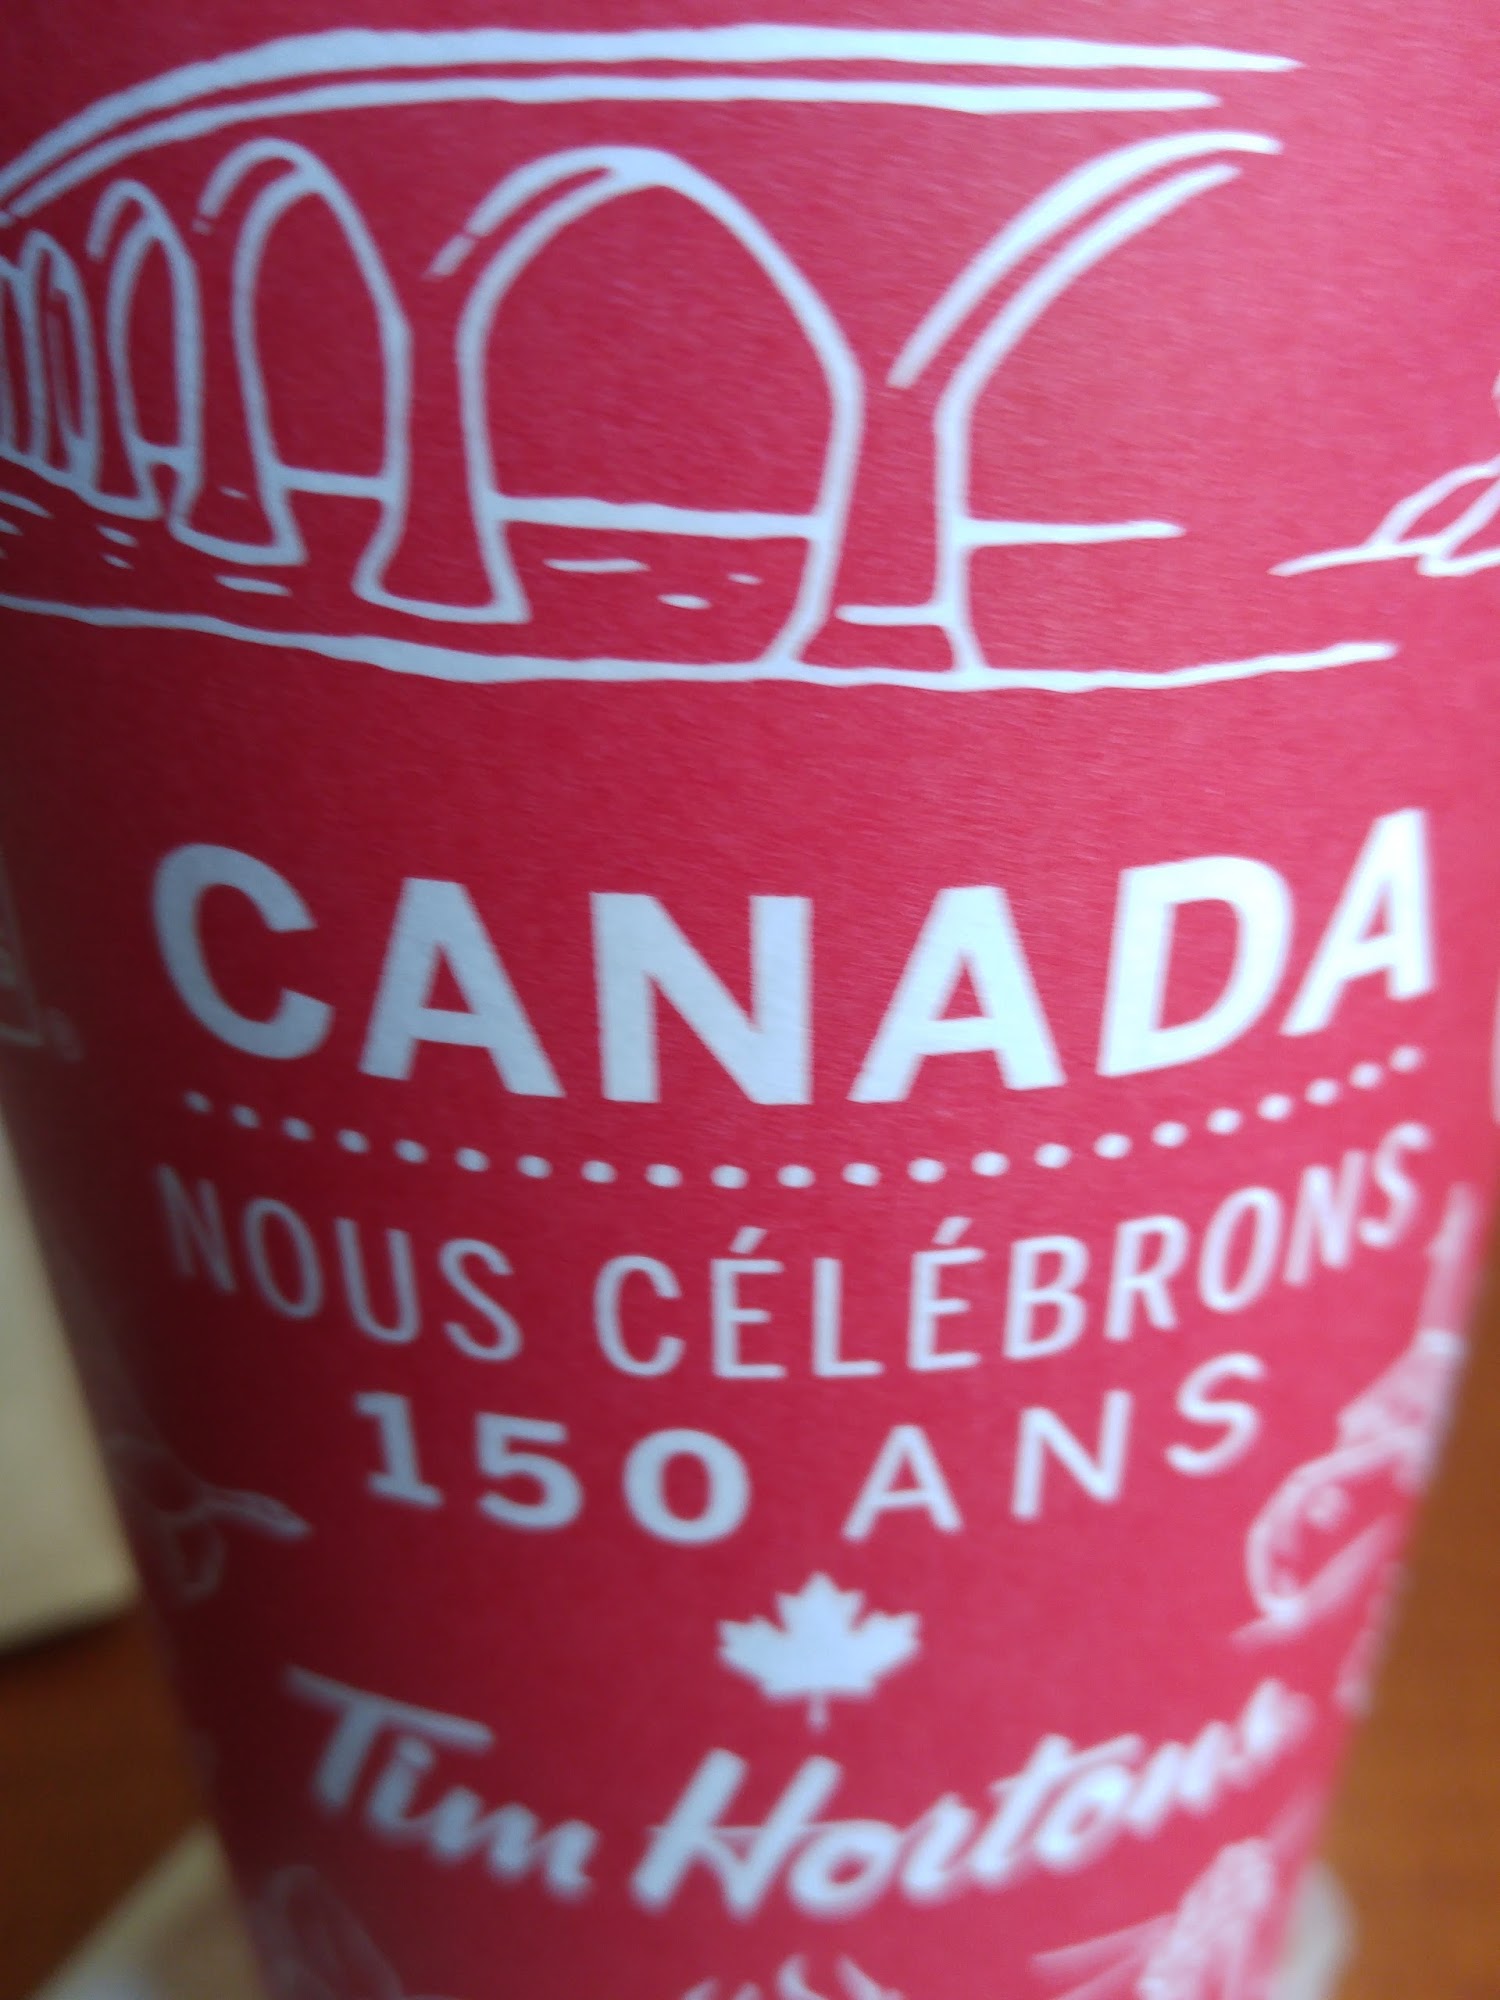 CANADA
NOUS CÉLÉBRONS
150 ANS
Tim Hortons